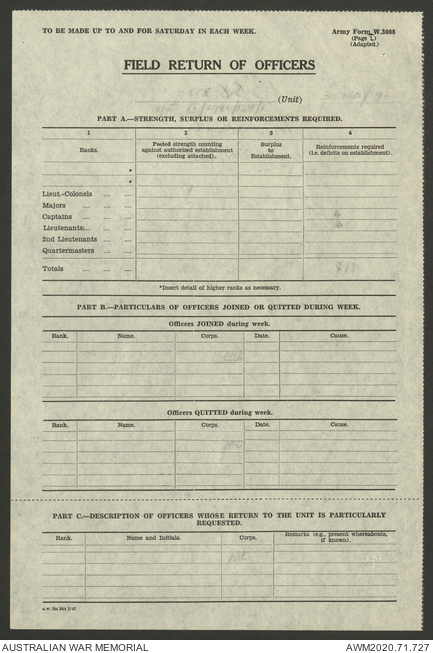 TO BE MADE UP TO AND FOR SATURDAY IN EACH WEEK.
Army Form W.3008
(Page 1.)
(Adapted.)
FIELD RETURN OF OFFICERS
(Unit)
PART A.—STRENGTH, SURPLUS OR REINFORCEMENTS REQUIRED.
1 2 3 4
Ranks.
Posted strength counting against authorised establishment (excluding attached).
Surplus to Establishment.
Reinforcements required (i.e. deficits on establishment).
*
*
Lieut.-Colonels
Majors
Captains
Lieutenants
2nd Lieutenants
Quartermasters
Totals
*Insert detail of higher ranks as necessary.
PART B.—PARTICULARS OF OFFICERS JOINED OR QUITTED DURING WEEK.
Officers JOINED during week.
Rank. Name. Corps. Date. Cause.
Officers QUITTED during week.
Rank. Name. Corps. Date. Cause.
PART C.—DESCRIPTION OF OFFICERS WHOSE RETURN TO THE UNIT IS PARTICULARLY
REQUESTED.
Rank. Name and Initials. Corps. Remarks (e.g., present whereabouts, if known).
AUSTRALIAN WAR MEMORIAL
AWM2020.71.727